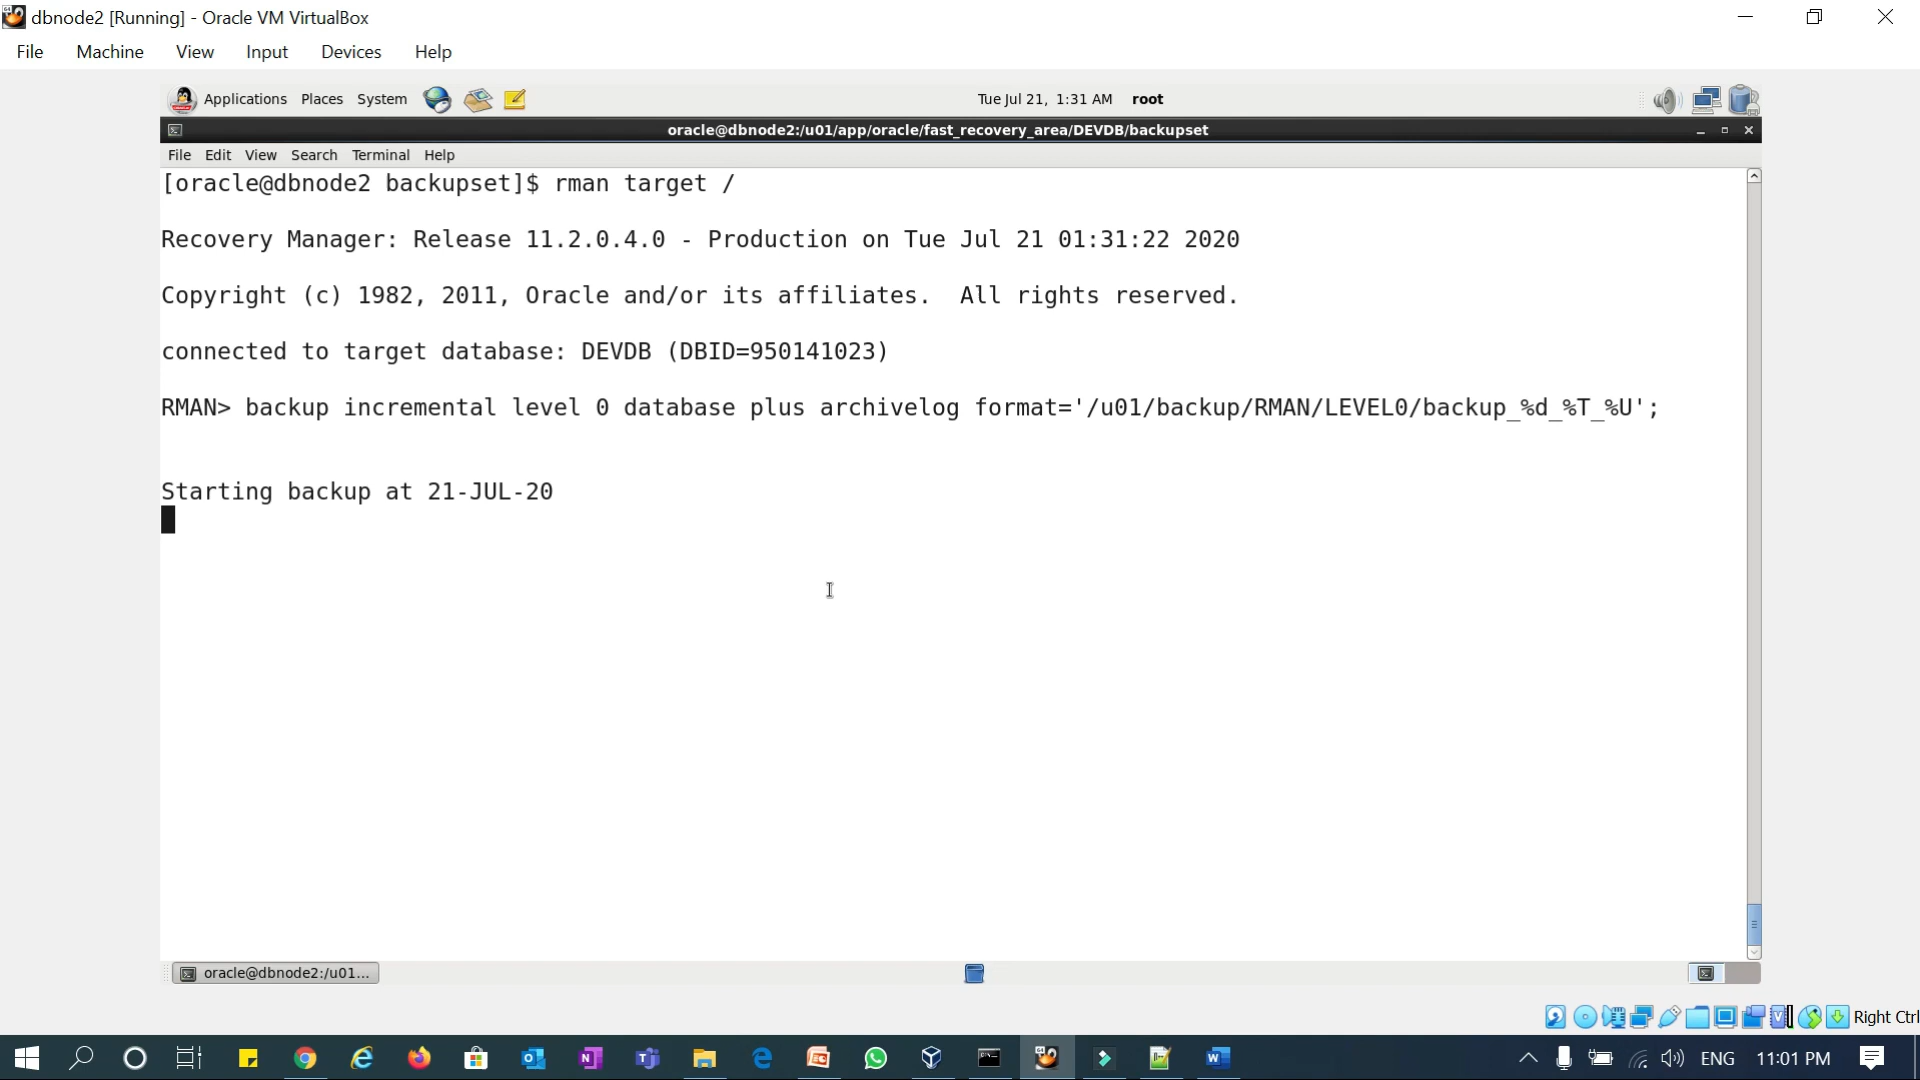 dbnode2 [Running] - Oracle VM VirtualBox
File Machine View Input Devices Help
Applications Places System Tue Jul 21, 1:31 AM root
oracle@dbnode2:/u01/app/oracle/fast_recovery_area/DEVDB/backupset
File Edit View Search Terminal Help
[oracle@dbnode2 backupset]$ rman target /
Recovery Manager: Release 11.2.0.4.0 - Production on Tue Jul 21 01:31:22 2020
Copyright (c) 1982, 2011, Oracle and/or its affiliates.  All rights reserved.
connected to target database: DEVDB (DBID=950141023)
RMAN> backup incremental level 0 database plus archivelog format='/u01/backup/RMAN/LEVEL0/backup_%d_%T_%U';
Starting backup at 21-JUL-20
oracle@dbnode2:/u01...
Right Ctrl
ENG 11:01 PM